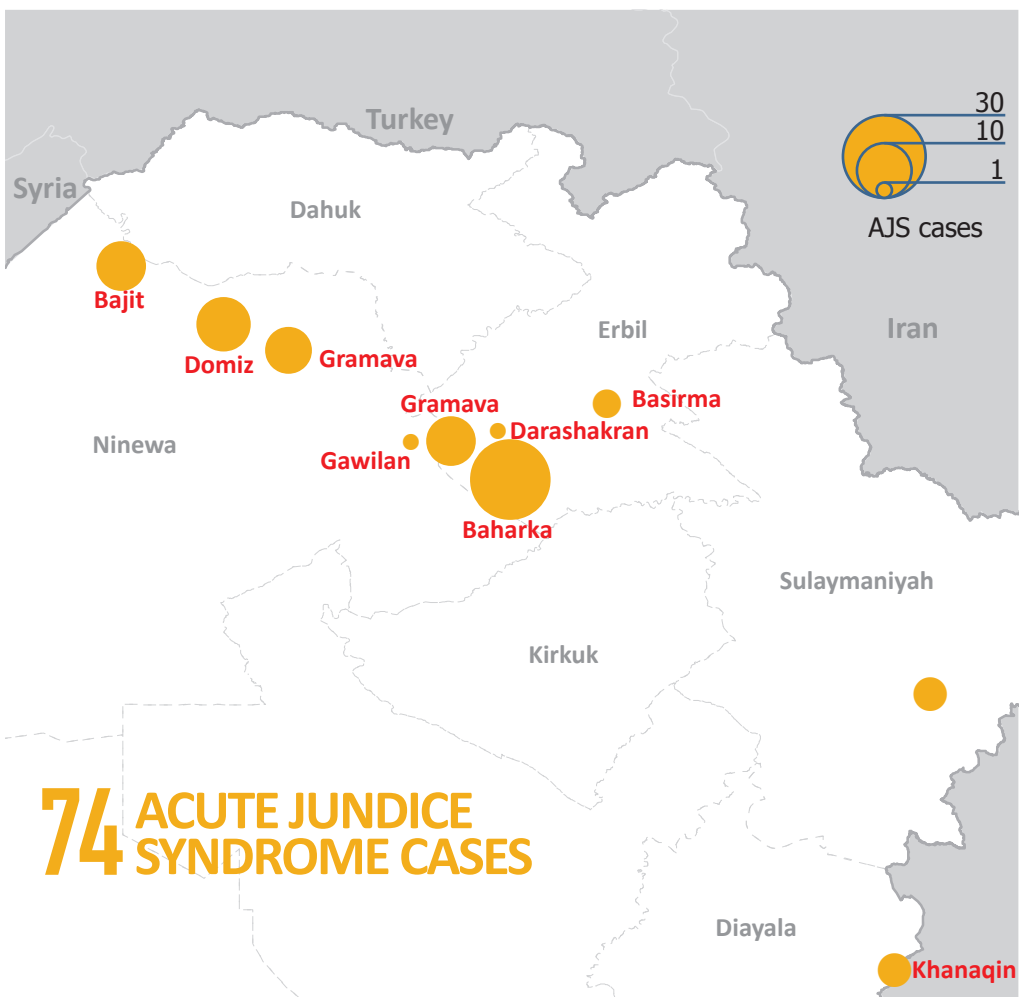 30
10
1
AJS cases
Turkey
Syria
Dahuk
Iran
Bajit
Erbil
Domiz
Gramava
Gramava
Basirma
Darashakran
Ninewa
Gawilan
Baharka
Sulaymaniyah
Kirkuk
74 ACUTE JUNDICE
SYNDROME CASES
Diayala
Khanaqin